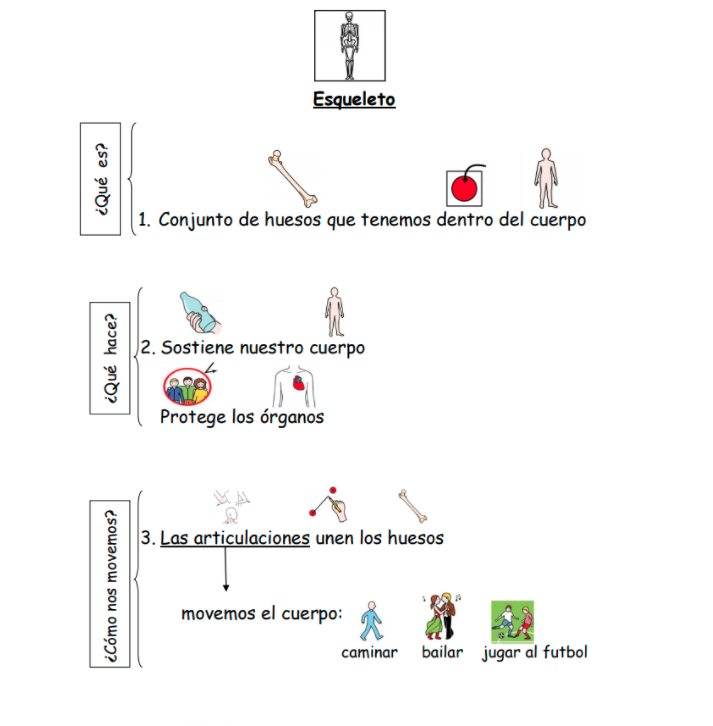 Esqueleto
¿Qué es?
1. Conjunto de huesos que tenemos dentro del cuerpo
¿Qué hace?
2. Sostiene nuestro cuerpo
Protege los órganos
¿Cómo nos movemos?
3. Las articulaciones unen los huesos
movemos el cuerpo:
caminar bailar jugar al futbol